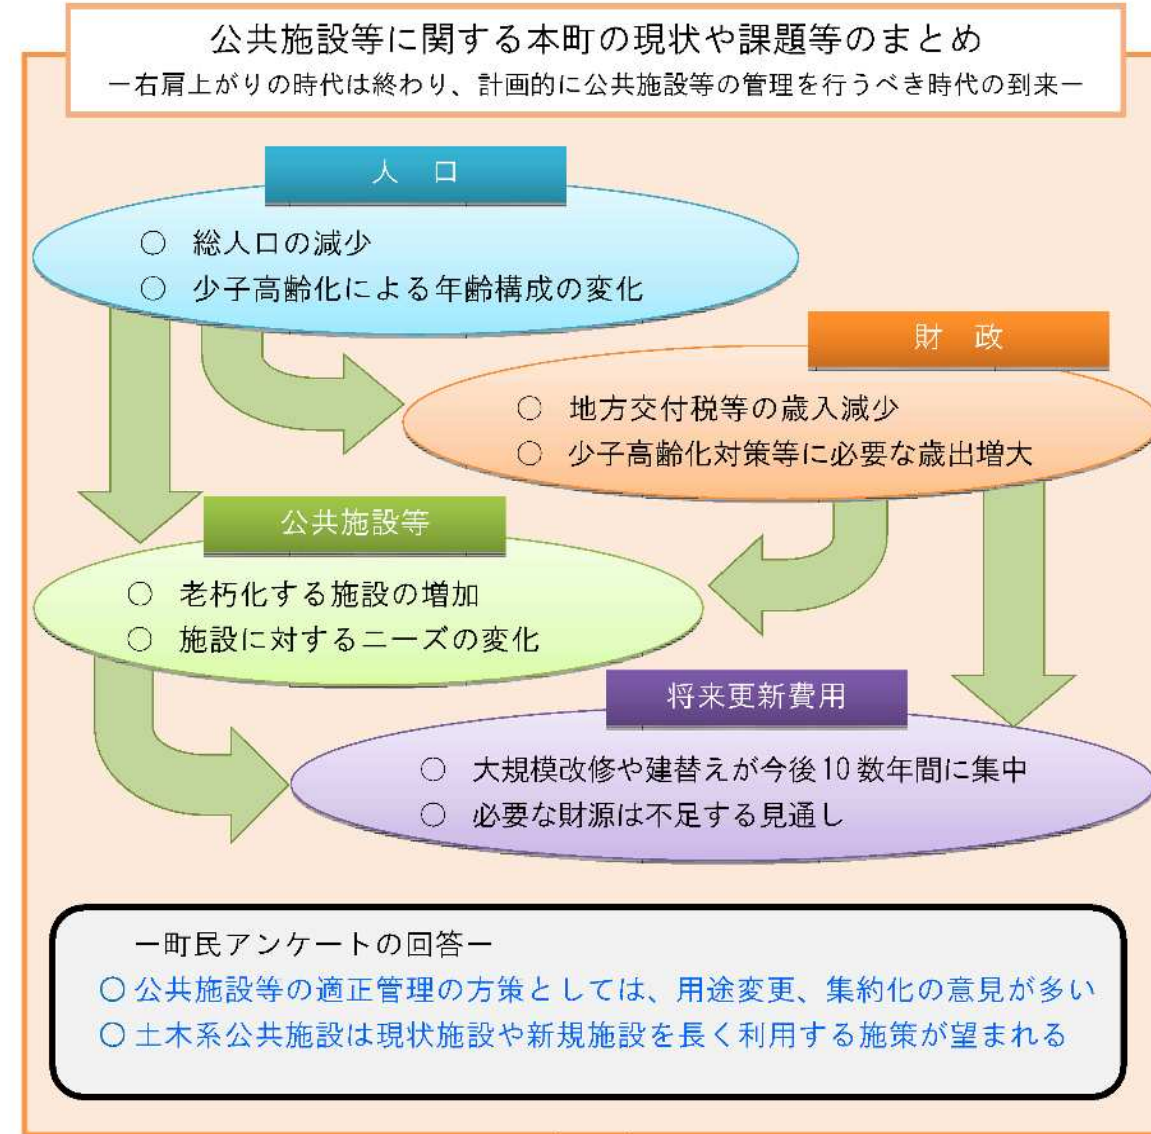 公共施設等に関する本町の現状や課題等のまとめ
ー右肩上がりの時代は終わり、計画的に公共施設等の管理を行うべき時代の到来ー
人　口
○　総人口の減少
○　少子高齢化による年齢構成の変化
財　政
○　地方交付税等の歳入減少
○　少子高齢化対策等に必要な歳出増大
公共施設等
○　老朽化する施設の増加
○　施設に対するニーズの変化
将来更新費用
○　大規模改修や建替えが今後10数年間に集中
○　必要な財源は不足する見通し
ー町民アンケートの回答ー
○公共施設等の適正管理の方策としては、用途変更、集約化の意見が多い
○土木系公共施設は現状施設や新規施設を長く利用する施策が望まれる